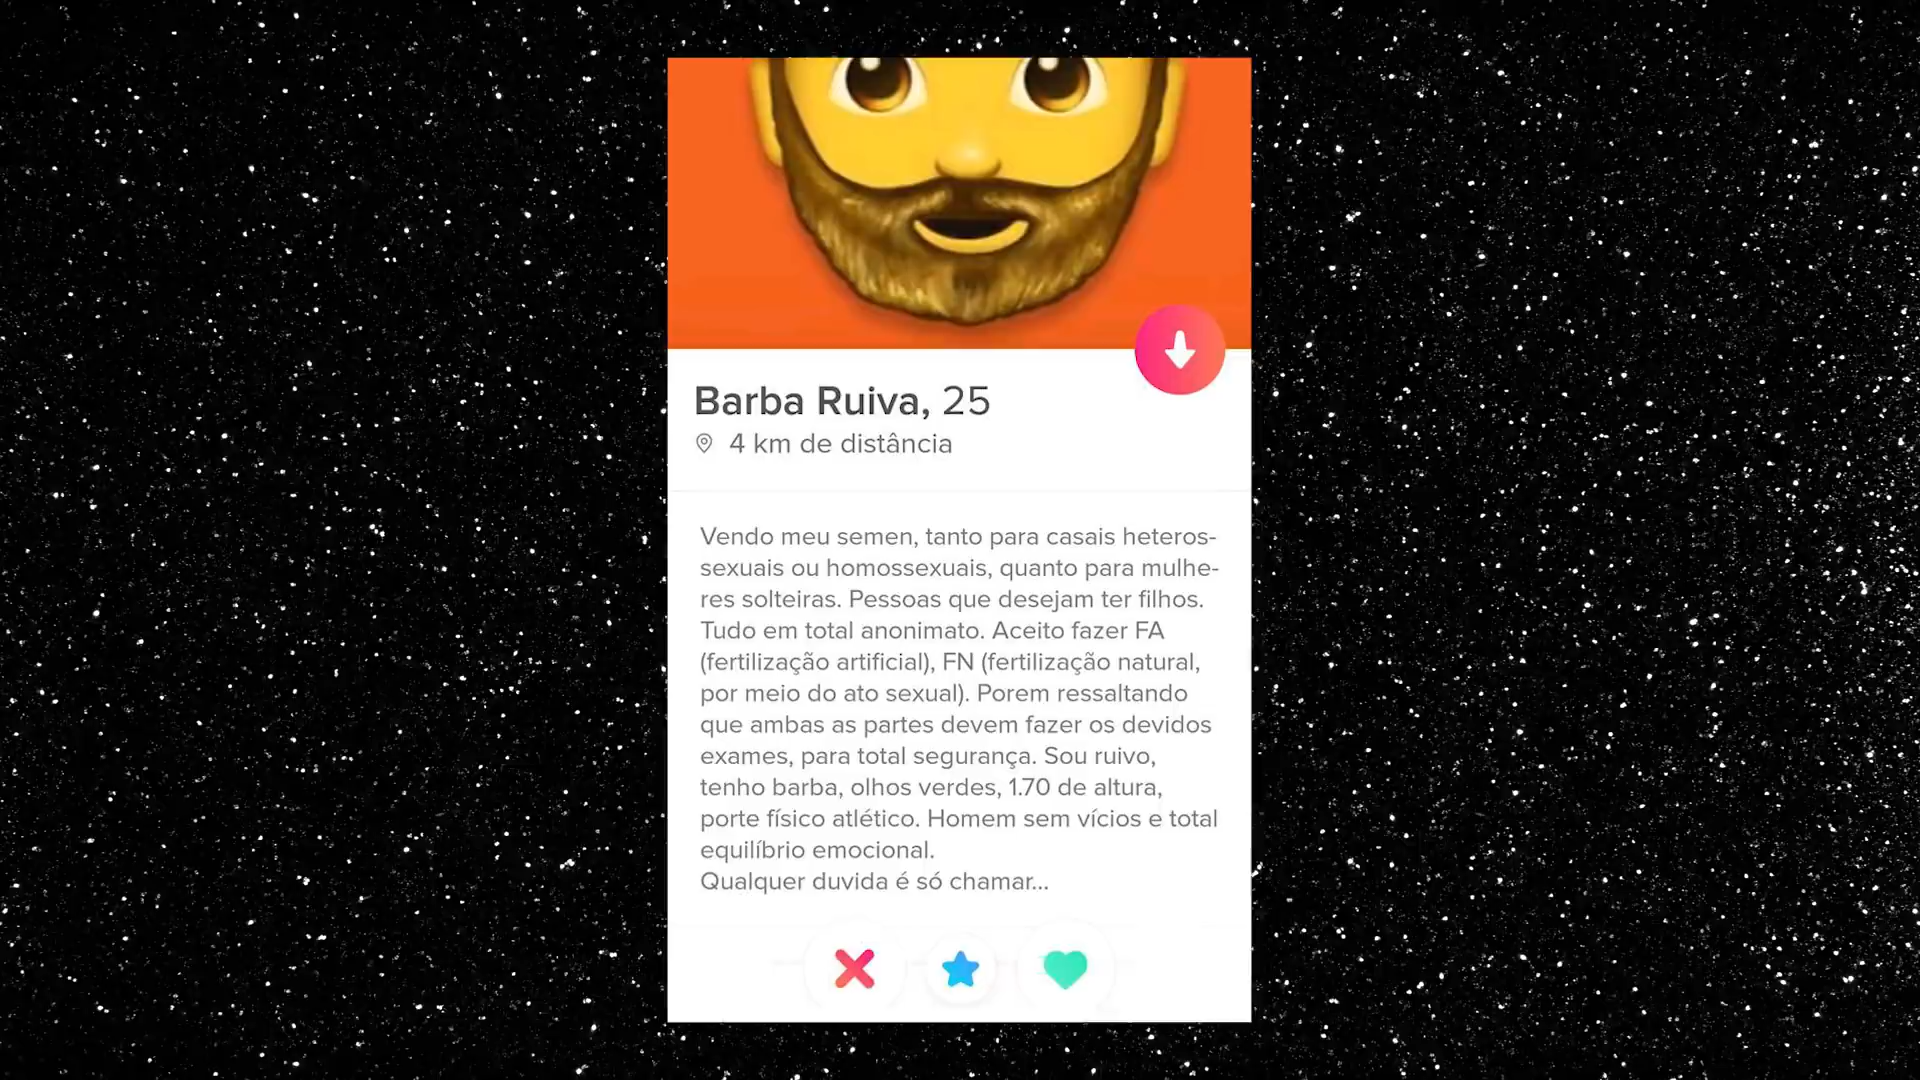 Barba Ruiva, 25
4 km de distância
Vendo meu semen, tanto para casais heteros-
sexuais ou homossexuais, quanto para mulhe-
res solteiras. Pessoas que desejam ter filhos.
Tudo em total anonimato. Aceito fazer FA
(fertilização artificial), FN (fertilização natural,
por meio do ato sexual). Porem ressaltando
que ambas as partes devem fazer os devidos
exames, para total segurança. Sou ruivo,
tenho barba, olhos verdes, 1.70 de altura,
porte físico atlético. Homem sem vícios e total
equilíbrio emocional.
Qualquer duvida é só chamar...